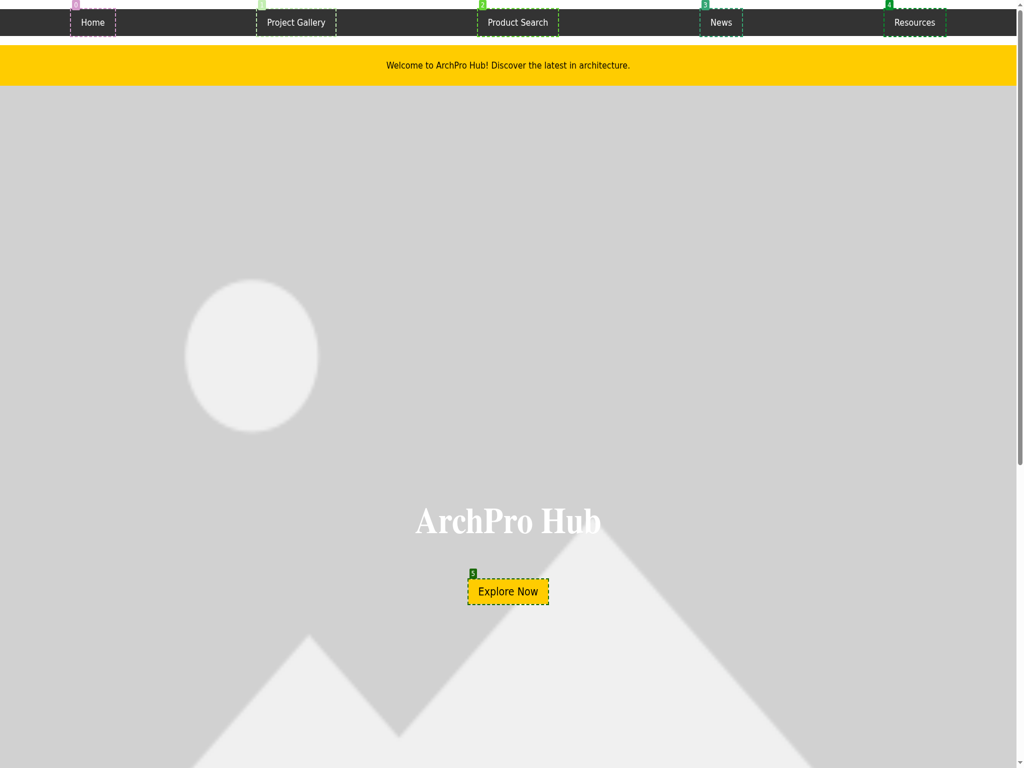 0
1
2
3
4
Home
Project Gallery
Product Search
News
Resources
Welcome to ArchPro Hub! Discover the latest in architecture.
ArchPro Hub
5
Explore Now